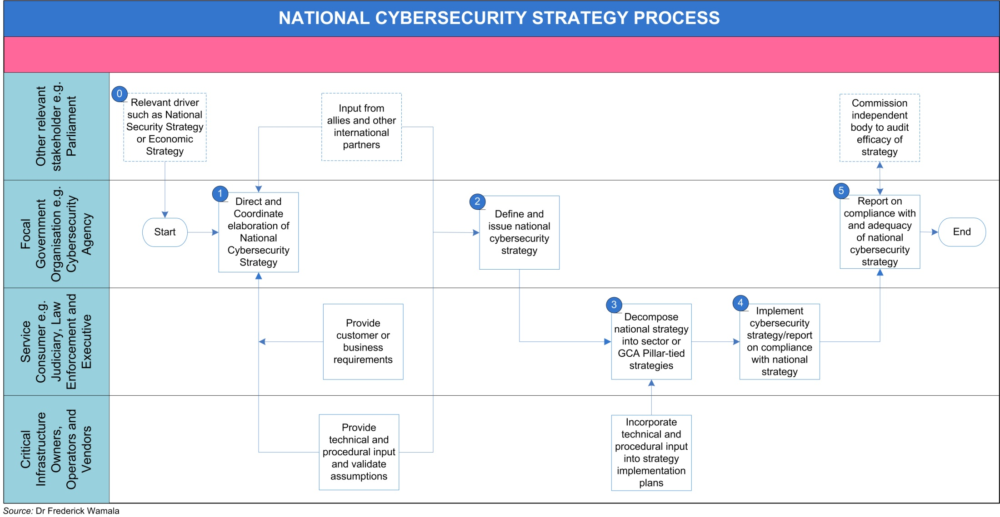 NATIONAL CYBERSECURITY STRATEGY PROCESS
Other relevant
stakeholder e.g.
Parliament
0
Relevant driver
such as National
Security Strategy
or Economic
Strategy
Input from
allies and other
international
partners
Commission
independent
body to audit
efficacy of
strategy
Focal
Government
Organisation e.g.
Cybersecurity
Agency
Start
1
Direct and
Coordinate
elaboration of
National
Cybersecurity
Strategy
2
Define and
issue national
cybersecurity
strategy
5
Report on
compliance with
and adequacy
of national
cybersecurity
strategy
End
Service
Consumer e.g.
Judiciary, Law
Enforcement and
Executive
Provide
customer or
business
requirements
3
Decompose
national strategy
into sector or
GCA Pillar-tied
strategies
4
Implement
cybersecurity
strategy/report
on compliance
with national
strategy
Critical
Infrastructure
Owners,
Operators and
Vendors
Provide
technical and
procedural input
and validate
assumptions
Incorporate
technical and
procedural input
into strategy
implementation
plans
Source: Dr Frederick Wamala